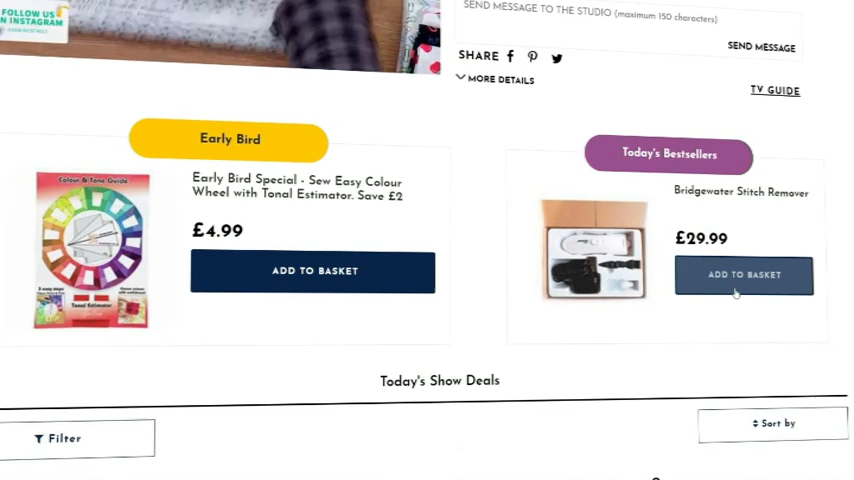 FOLLOW US
N INSTAGRAM
SEND MESSAGE TO THE STUDIO (maximum 150 characters)
SEND MESSAGE
SHARE
MORE DETAILS
TV GUIDE
Early Bird
Today's Bestsellers
Colour & Tone Guide
Early Bird Special - Sew Easy Colour
Wheel with Tonal Estimator. Save £2
Bridgewater Stitch Remover
£4.99
£29.99
ADD TO BASKET
ADD TO BASKET
Tonal Estimator
Today's Show Deals
Filter
Sort by